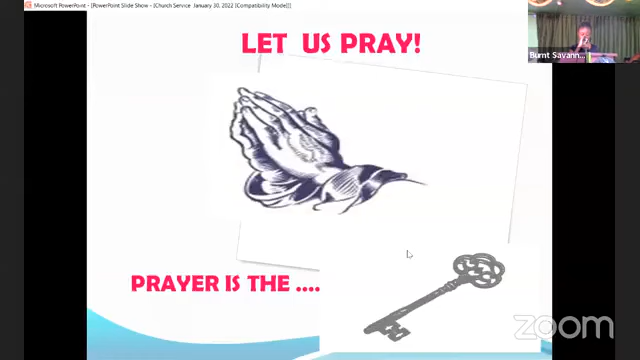 Microsoft PowerPoint - [PowerPoint Slide Show - [Church Service January 30, 2022 [Compatibility Mode]]
LET US PRAY!
Burnt Savann...
PRAYER IS THE ....
zoom